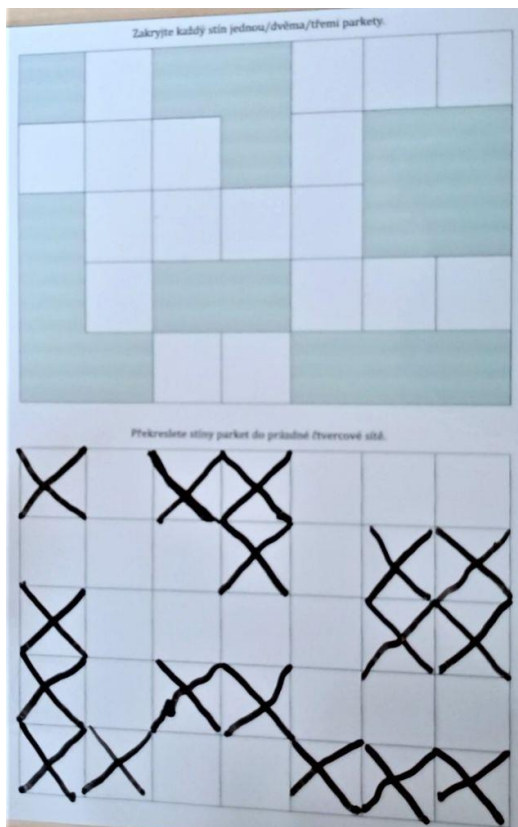 Zakryjte každý stín jednou/dvěma/třemi parkety.
Překreslete stíny parket do prázdné čtvercové sítě.